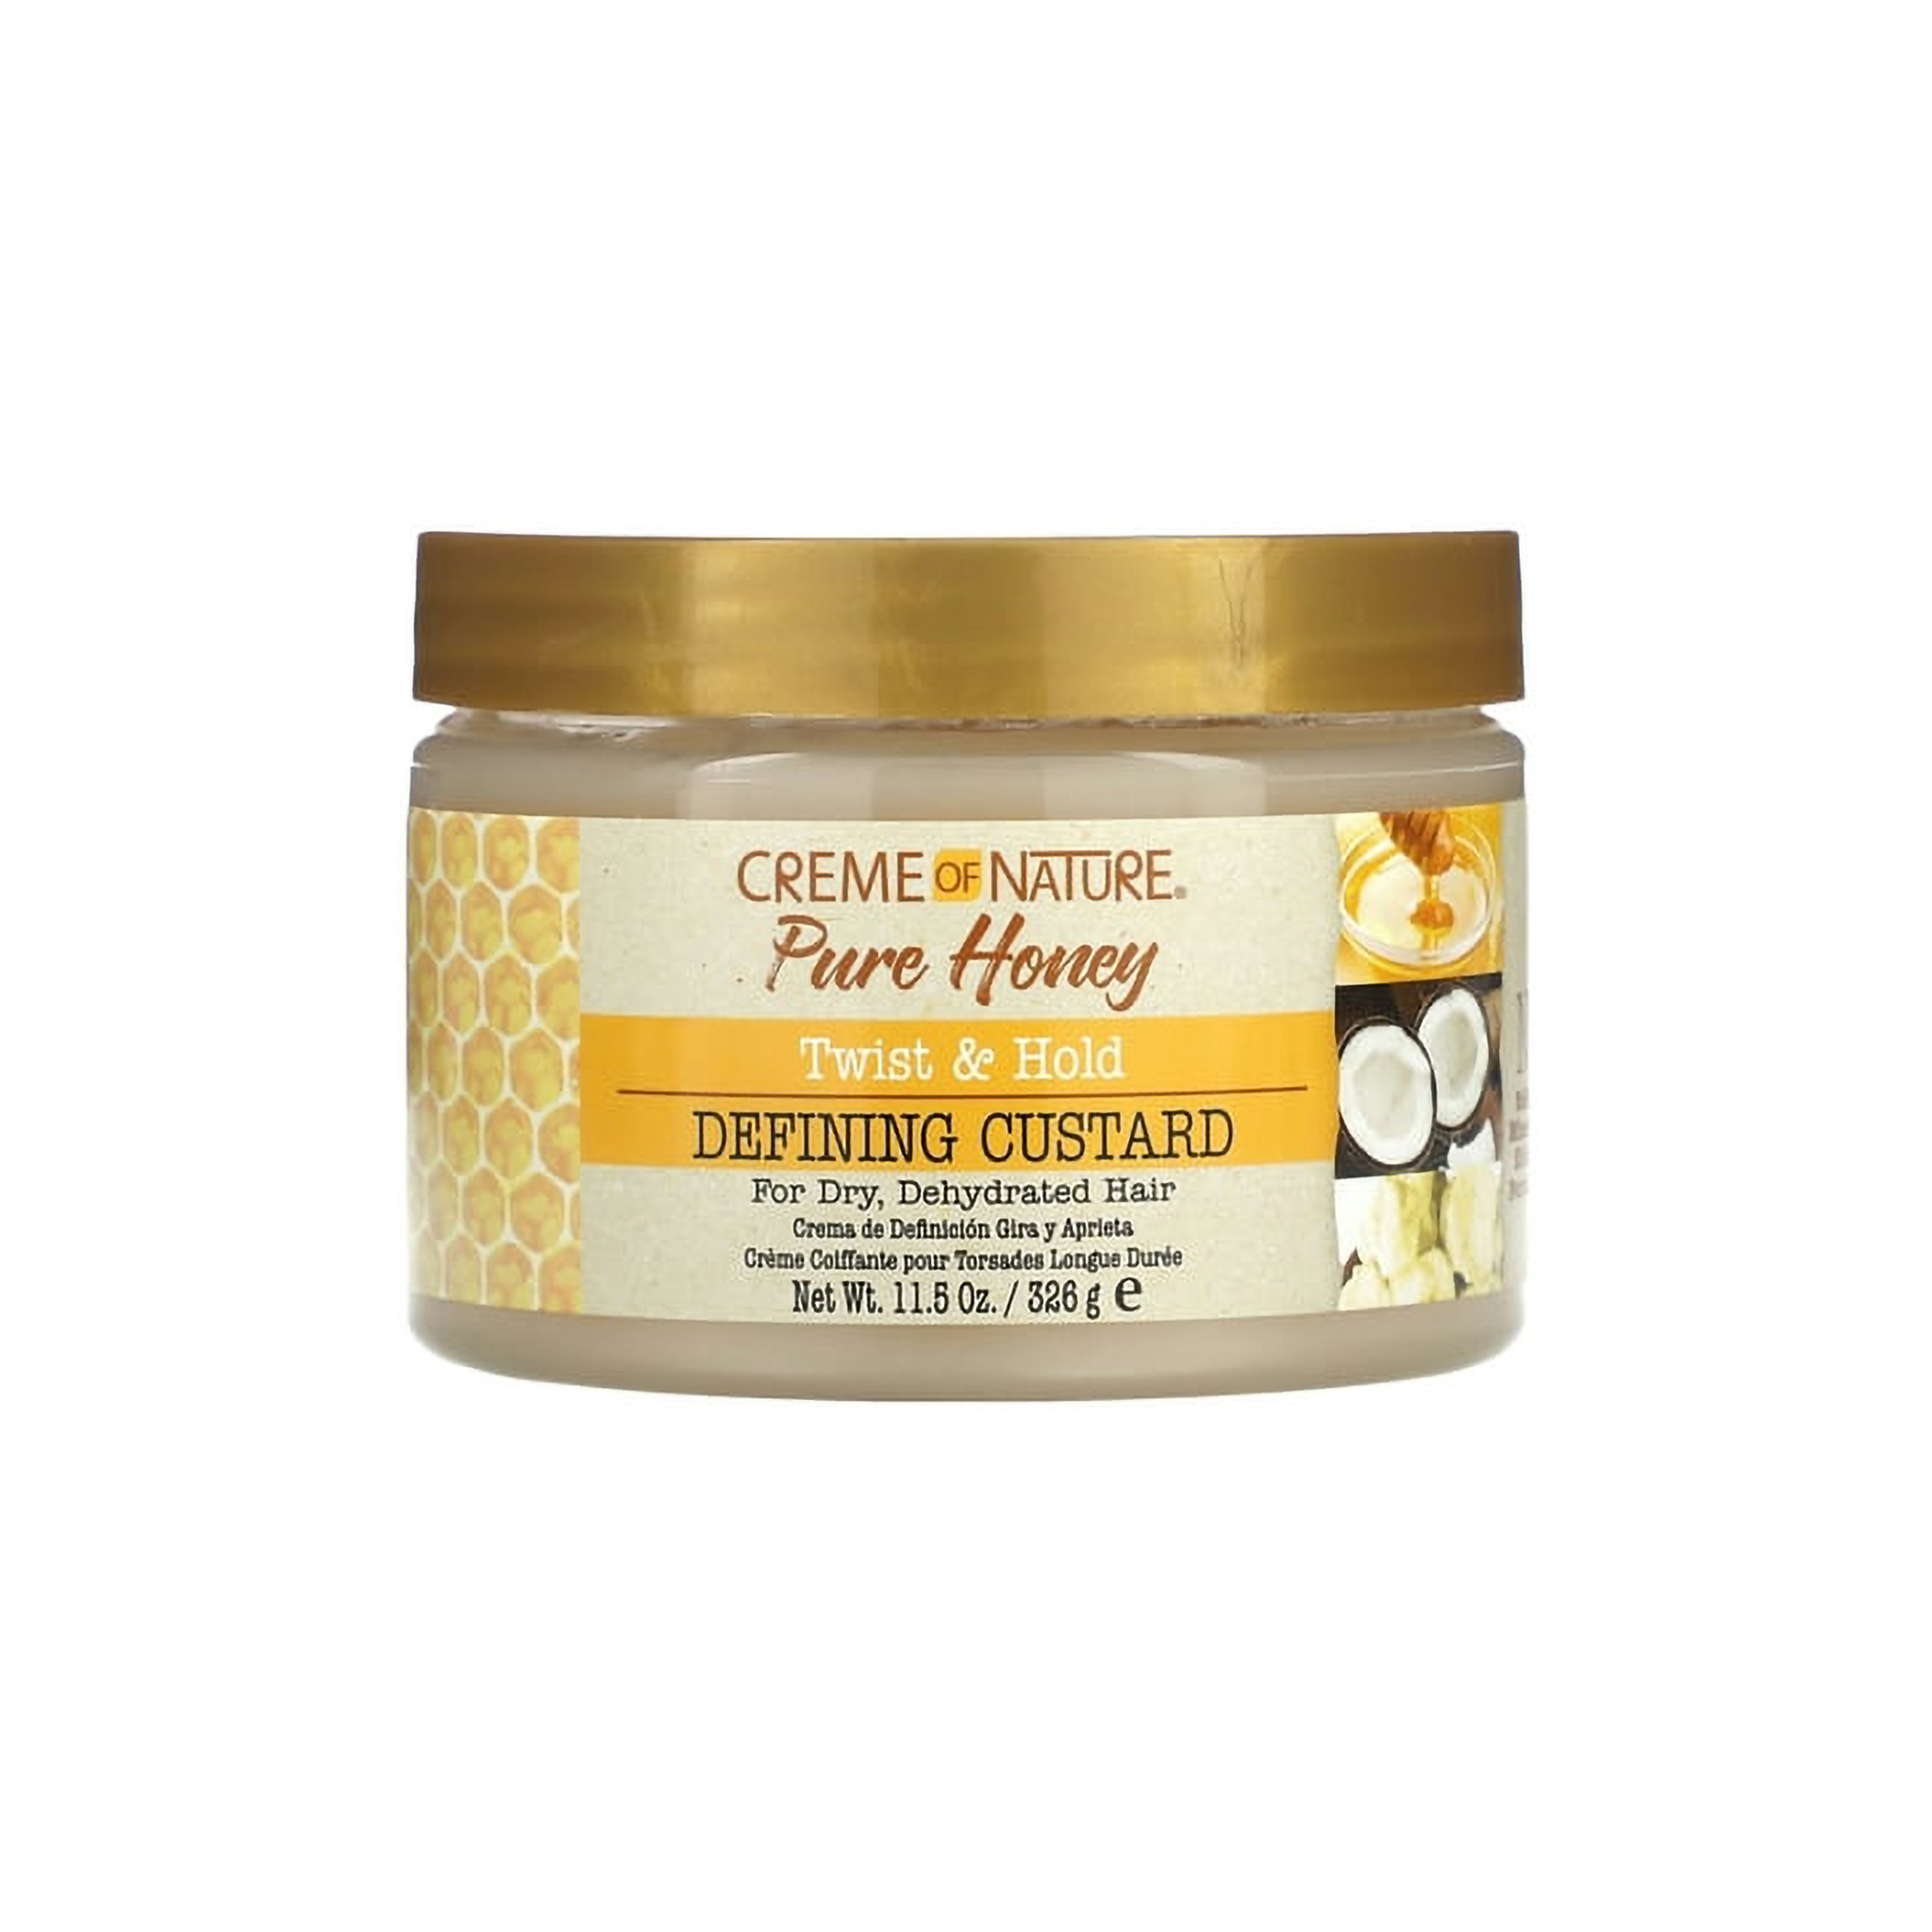 CREME OF NATURE®
Pure Honey
Twist & Hold
DEFINING CUSTARD
For Dry, Dehydrated Hair
Crema de Definición Gira y Aprieta
Crème Coiffante pour Torsades Longue Durée
Net Wt. 11.5 Oz. / 326 g e